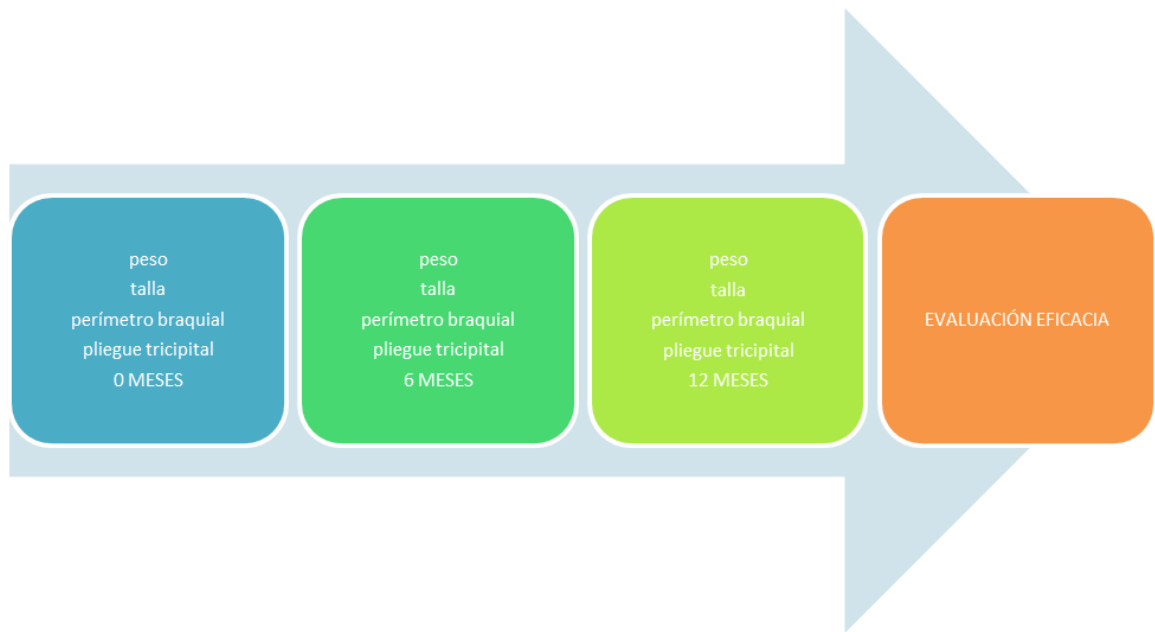 peso
talla
perímetro braquial
pliegue tricipital
0 MESES
peso
talla
perímetro braquial
pliegue tricipital
6 MESES
peso
talla
perímetro braquial
pliegue tricipital
12 MESES
EVALUACIÓN EFICACIA